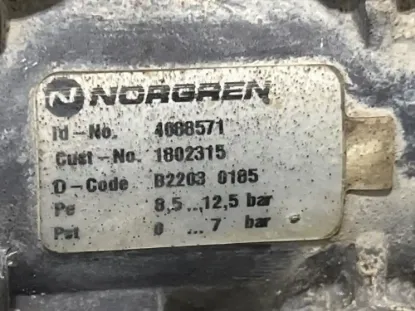 NORGREN
Id-No. 4088571
Cust-No. 1802315
D-Code B2203 0185
Pe 8,5...12,5 bar
Pst 0 ...7 bar